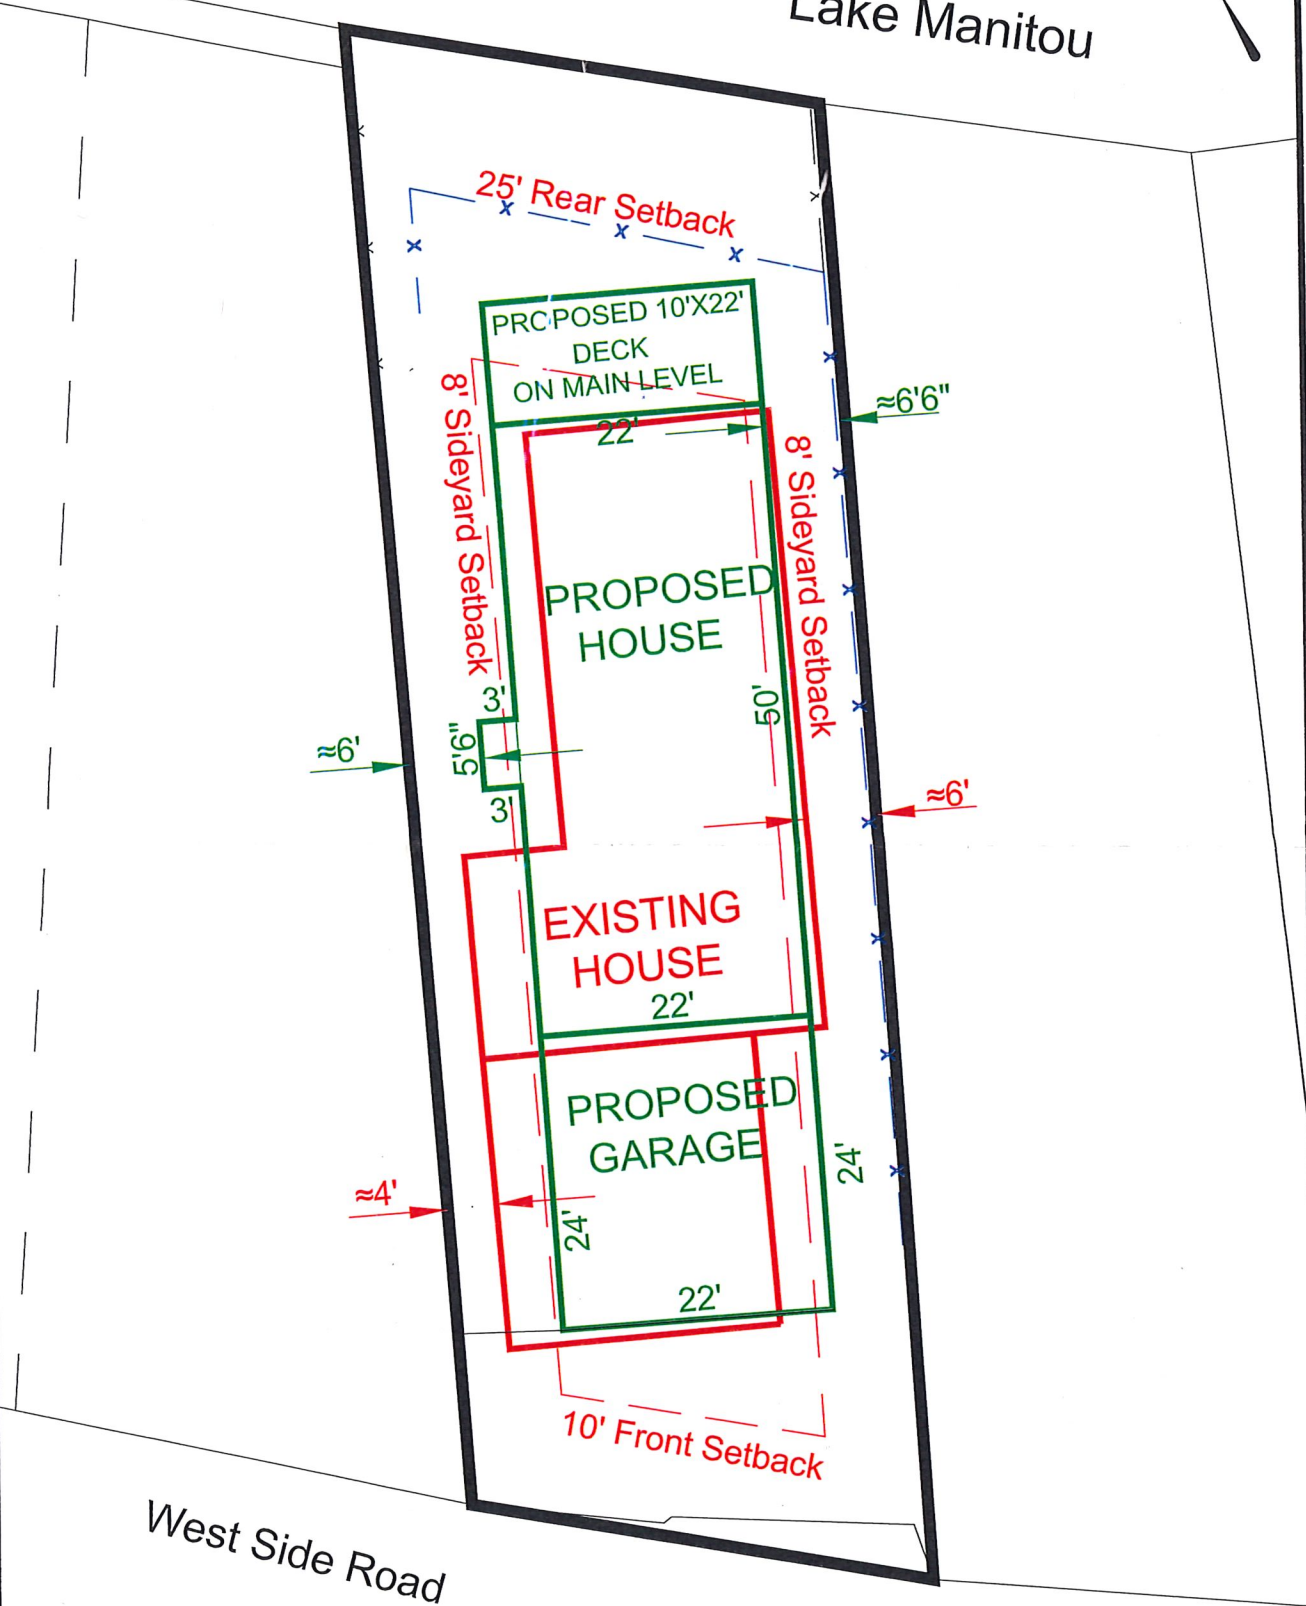 Lake Manitou
25' Rear Setback
PROPOSED 10'X22'
DECK
ON MAIN LEVEL
≈6'6"
22'
8' Sideyard Setback
8' Sideyard Setback
PROPOSED
HOUSE
50'
3'
5'6"
3'
≈6'
≈6'
EXISTING
HOUSE
22'
PROPOSED
GARAGE
24'
≈4'
24'
22'
10' Front Setback
West Side Road